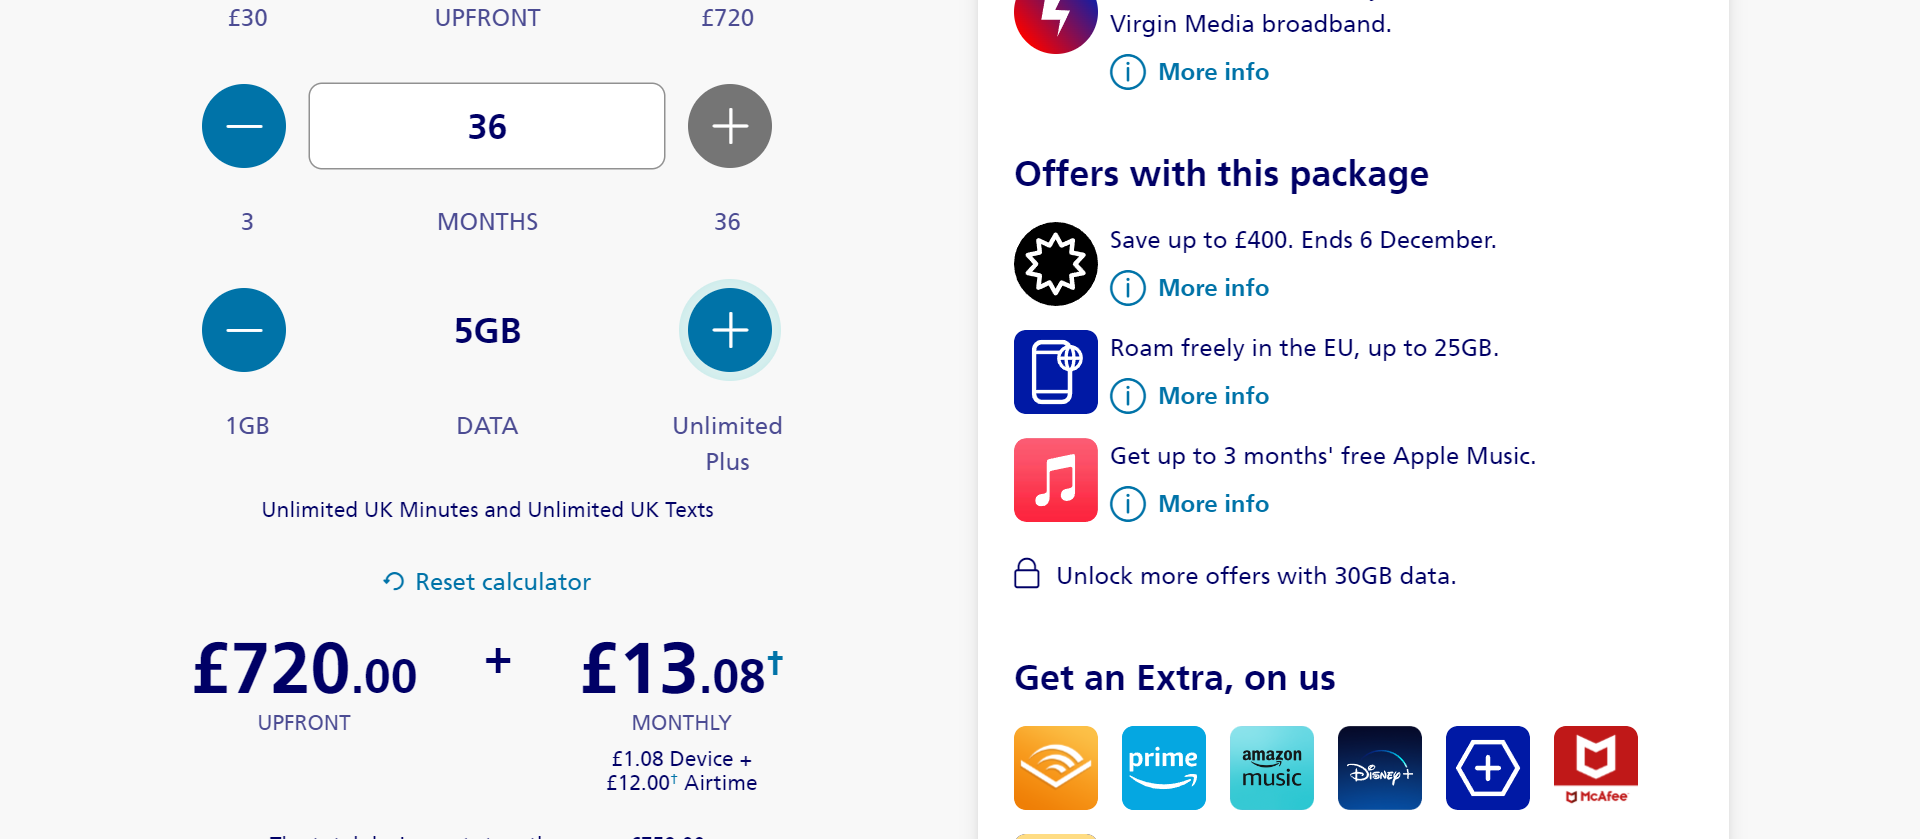 £30 UPFRONT £720
36
3 MONTHS 36
5GB
1GB DATA Unlimited
Plus
Unlimited UK Minutes and Unlimited UK Texts
Reset calculator
£720.00 + £13.08†
UPFRONT MONTHLY
£1.08 Device +
£12.00† Airtime
Virgin Media broadband.
More info
Offers with this package
Save up to £400. Ends 6 December.
More info
Roam freely in the EU, up to 25GB.
More info
Get up to 3 months' free Apple Music.
More info
Unlock more offers with 30GB data.
Get an Extra, on us
prime
amazon
music
Disney+
McAfee